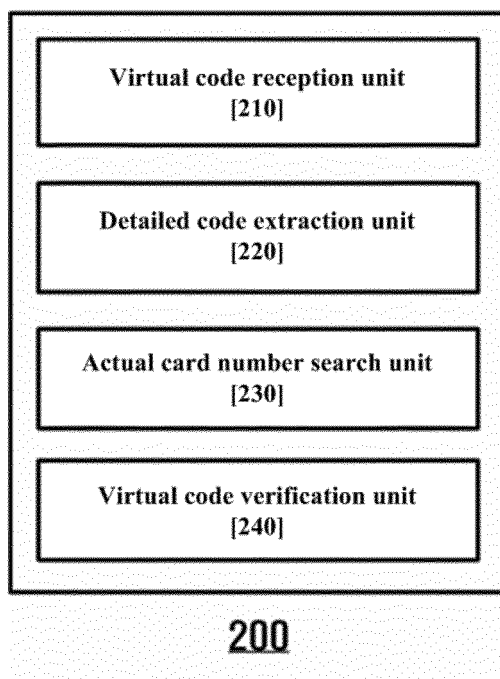 Virtual code reception unit
[210]
Detailed code extraction unit
[220]
Actual card number search unit
[230]
Virtual code verification unit
[240]
200